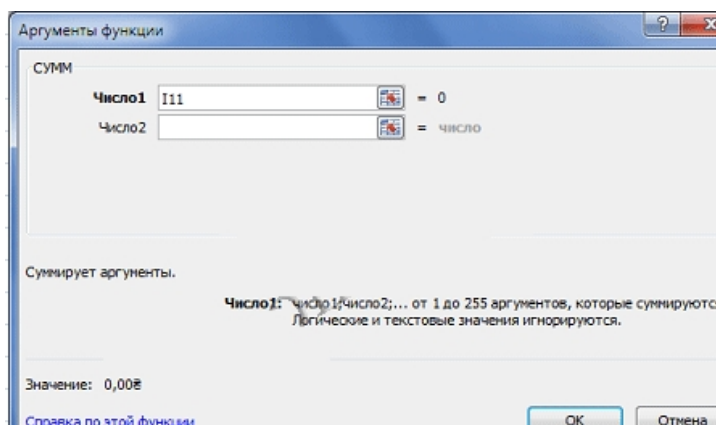 Аргументы функции
СУММ
Число1 I11 = 0
Число2 = число
Суммирует аргументы.
Число1: число1;число2;... от 1 до 255 аргументов, которые суммируютс
Логические и текстовые значения игнорируются.
Значение: 0,00₴
Справка по этой функции
ОК Отмена